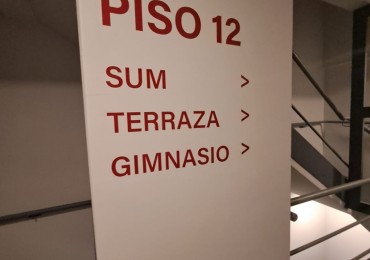 PISO 12
SUM >
TERRAZA >
GIMNASIO >